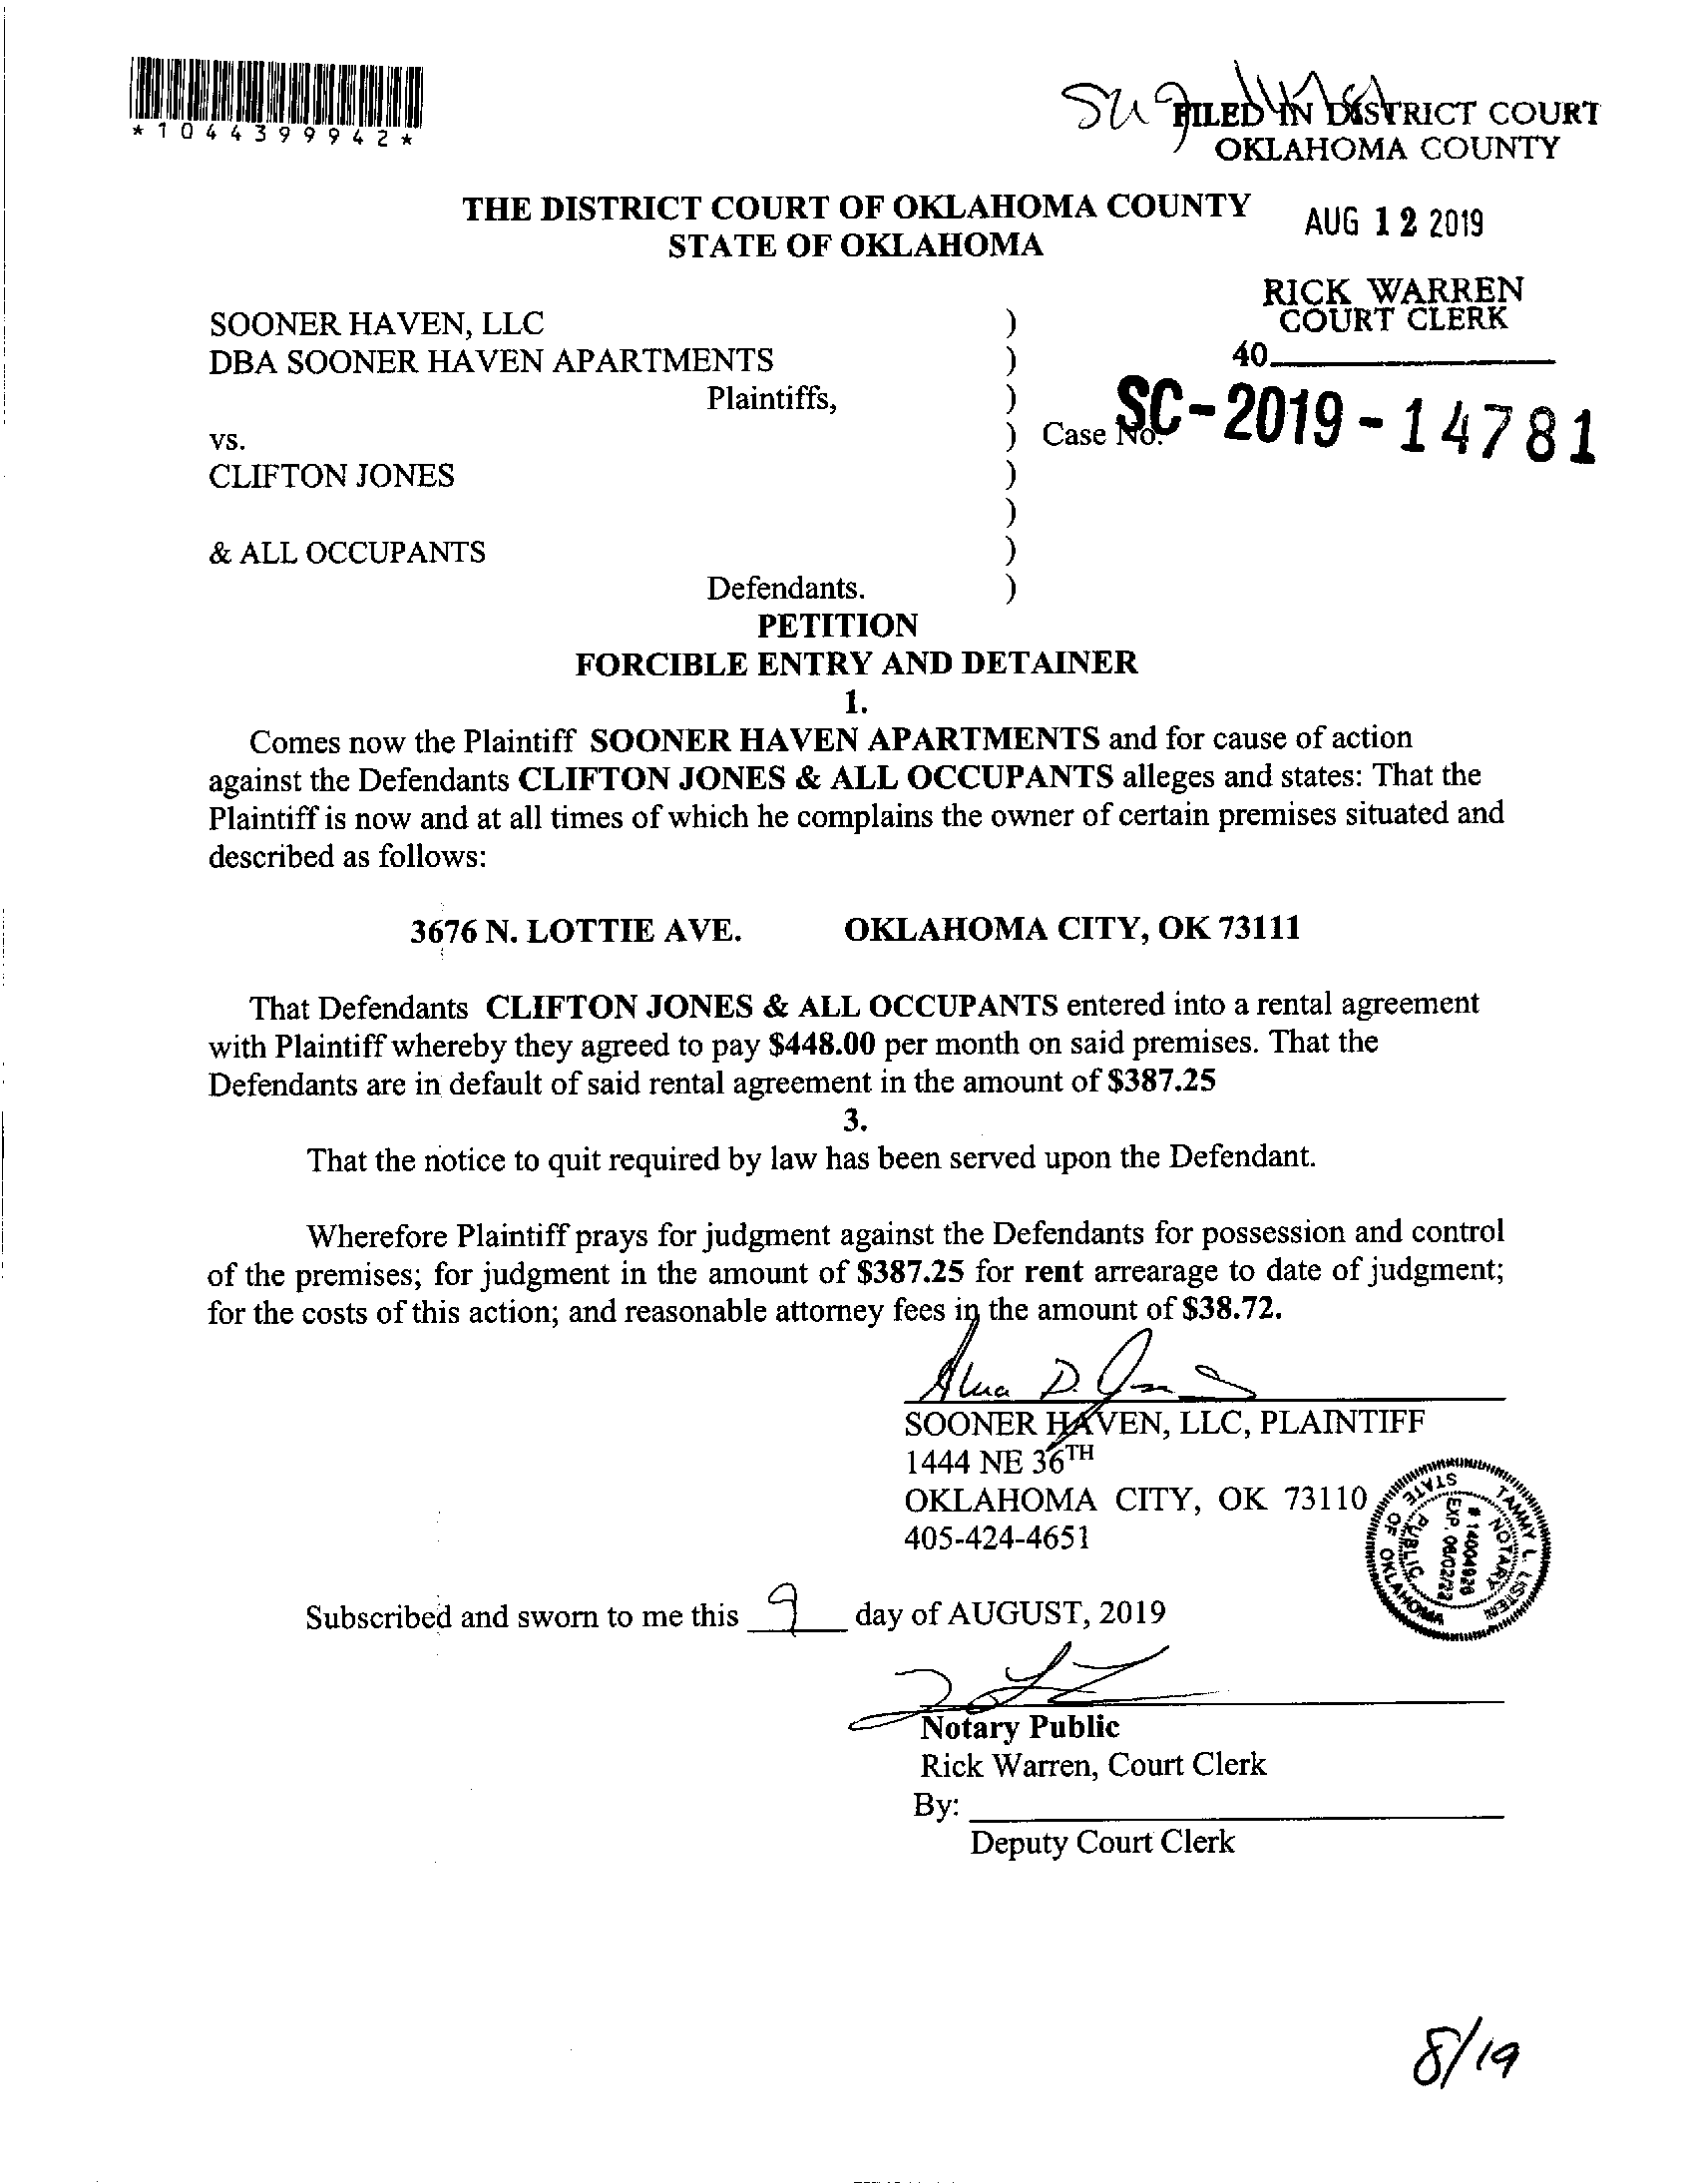 *1044399942*
FILED IN DISTRICT COURT
OKLAHOMA COUNTY
THE DISTRICT COURT OF OKLAHOMA COUNTY
STATE OF OKLAHOMA
AUG 12 2019
RICK WARREN
COURT CLERK
40
SOONER HAVEN, LLC )
DBA SOONER HAVEN APARTMENTS )
Plaintiffs, )
vs. ) Case No. SC-2019-14781
CLIFTON JONES )
)
& ALL OCCUPANTS )
Defendants. )
PETITION
FORCIBLE ENTRY AND DETAINER
1.
Comes now the Plaintiff SOONER HAVEN APARTMENTS and for cause of action
against the Defendants CLIFTON JONES & ALL OCCUPANTS alleges and states: That the
Plaintiff is now and at all times of which he complains the owner of certain premises situated and
described as follows:
3676 N. LOTTIE AVE. OKLAHOMA CITY, OK 73111
That Defendants CLIFTON JONES & ALL OCCUPANTS entered into a rental agreement
with Plaintiff whereby they agreed to pay $448.00 per month on said premises. That the
Defendants are in default of said rental agreement in the amount of $387.25
3.
That the notice to quit required by law has been served upon the Defendant.
Wherefore Plaintiff prays for judgment against the Defendants for possession and control
of the premises; for judgment in the amount of $387.25 for rent arrearage to date of judgment;
for the costs of this action; and reasonable attorney fees in the amount of $38.72.
SOONER HAVEN, LLC, PLAINTIFF
1444 NE 36TH
OKLAHOMA CITY, OK 73110
405-424-4651
TAMMY L. LISTEN
NOTARY PUBLIC
# 14004926
EXP. 06/02/22
STATE OF OKLAHOMA
Subscribed and sworn to me this 9 day of AUGUST, 2019
Notary Public
Rick Warren, Court Clerk
By:
Deputy Court Clerk
8/19